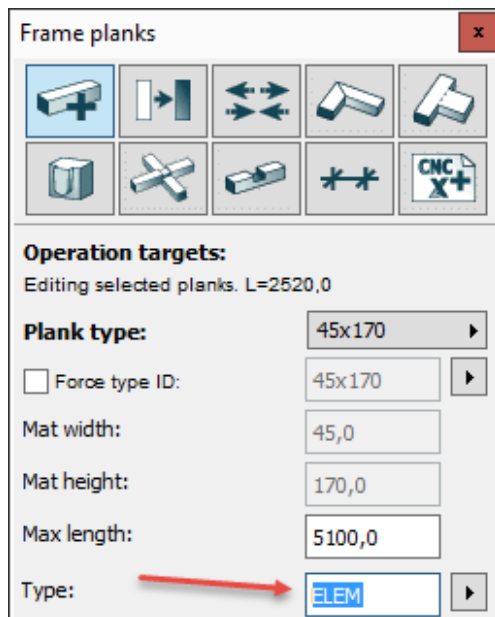 Frame planks
x
CNC
X+
Operation targets:
Editing selected planks. L=2520,0
Plank type: 45x170
Force type ID: 45x170
Mat width: 45,0
Mat height: 170,0
Max length: 5100,0
Type: ELEM